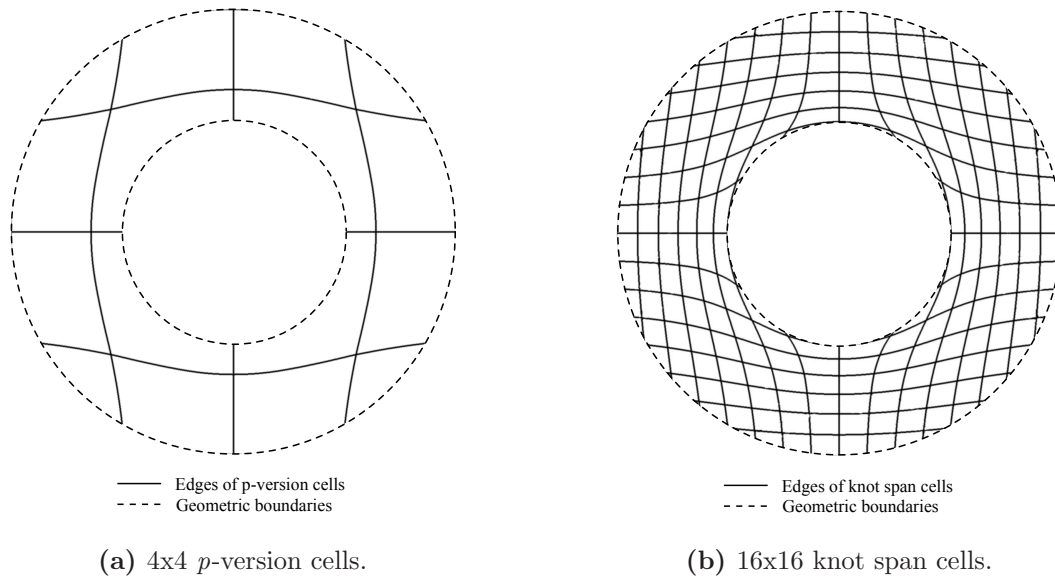 Edges of p-version cells
Geometric boundaries
(a) 4x4 p-version cells.
Edges of knot span cells
Geometric boundaries
(b) 16x16 knot span cells.